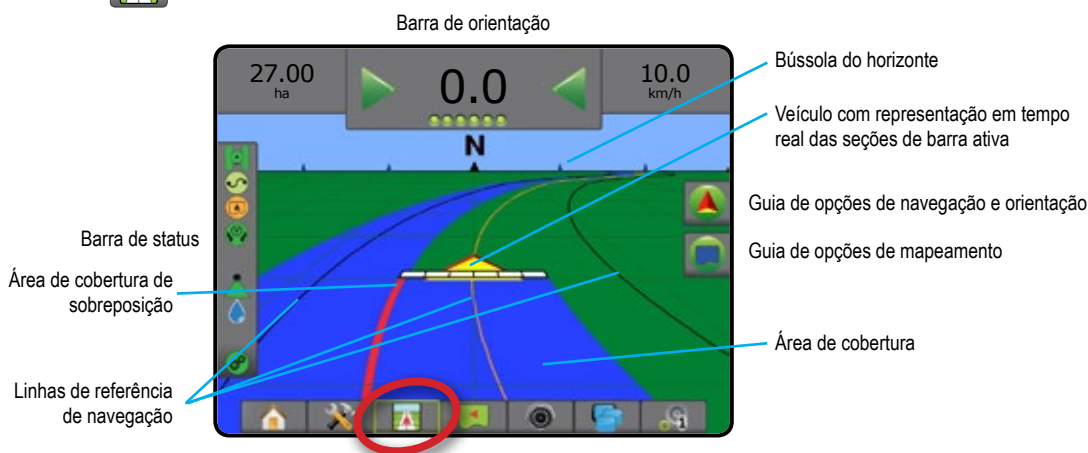 Barra de orientação
27.00
ha
0.0
10.0
km/h
N
Bússola do horizonte
Veículo com representação em tempo
real das seções de barra ativa
Guia de opções de navegação e orientação
Guia de opções de mapeamento
Barra de status
Área de cobertura de
sobreposição
Área de cobertura
Linhas de referência
de navegação
1